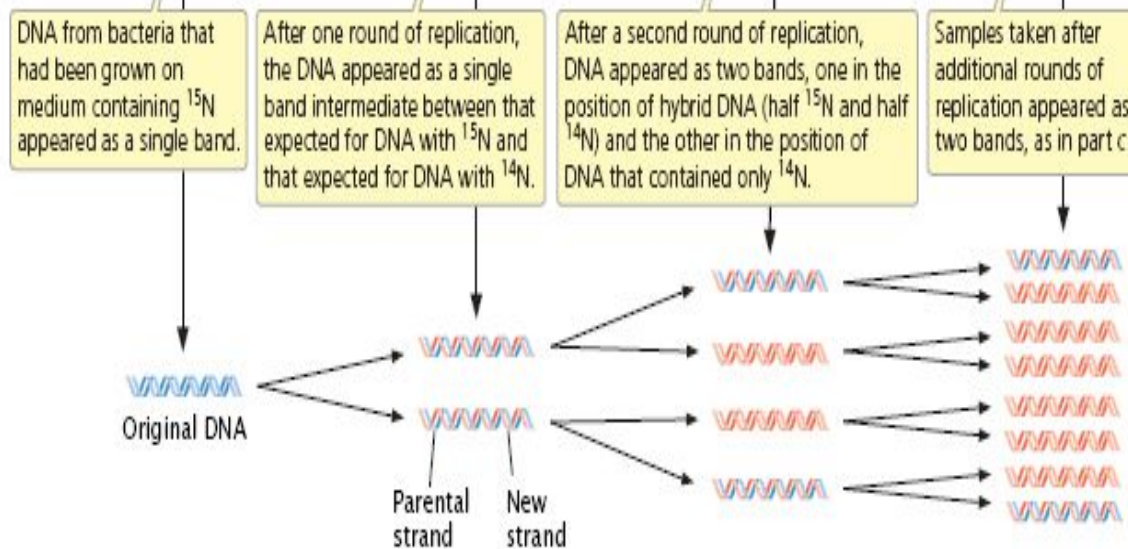 DNA from bacteria that
had been grown on
medium containing ¹⁵N
appeared as a single band.
After one round of replication,
the DNA appeared as a single
band intermediate between that
expected for DNA with ¹⁵N and
that expected for DNA with ¹⁴N.
After a second round of replication,
DNA appeared as two bands, one in the
position of hybrid DNA (half ¹⁵N and half
¹⁴N) and the other in the position of
DNA that contained only ¹⁴N.
Samples taken after
additional rounds of
replication appeared as
two bands, as in part c
Original DNA
Parental
strand
New
strand